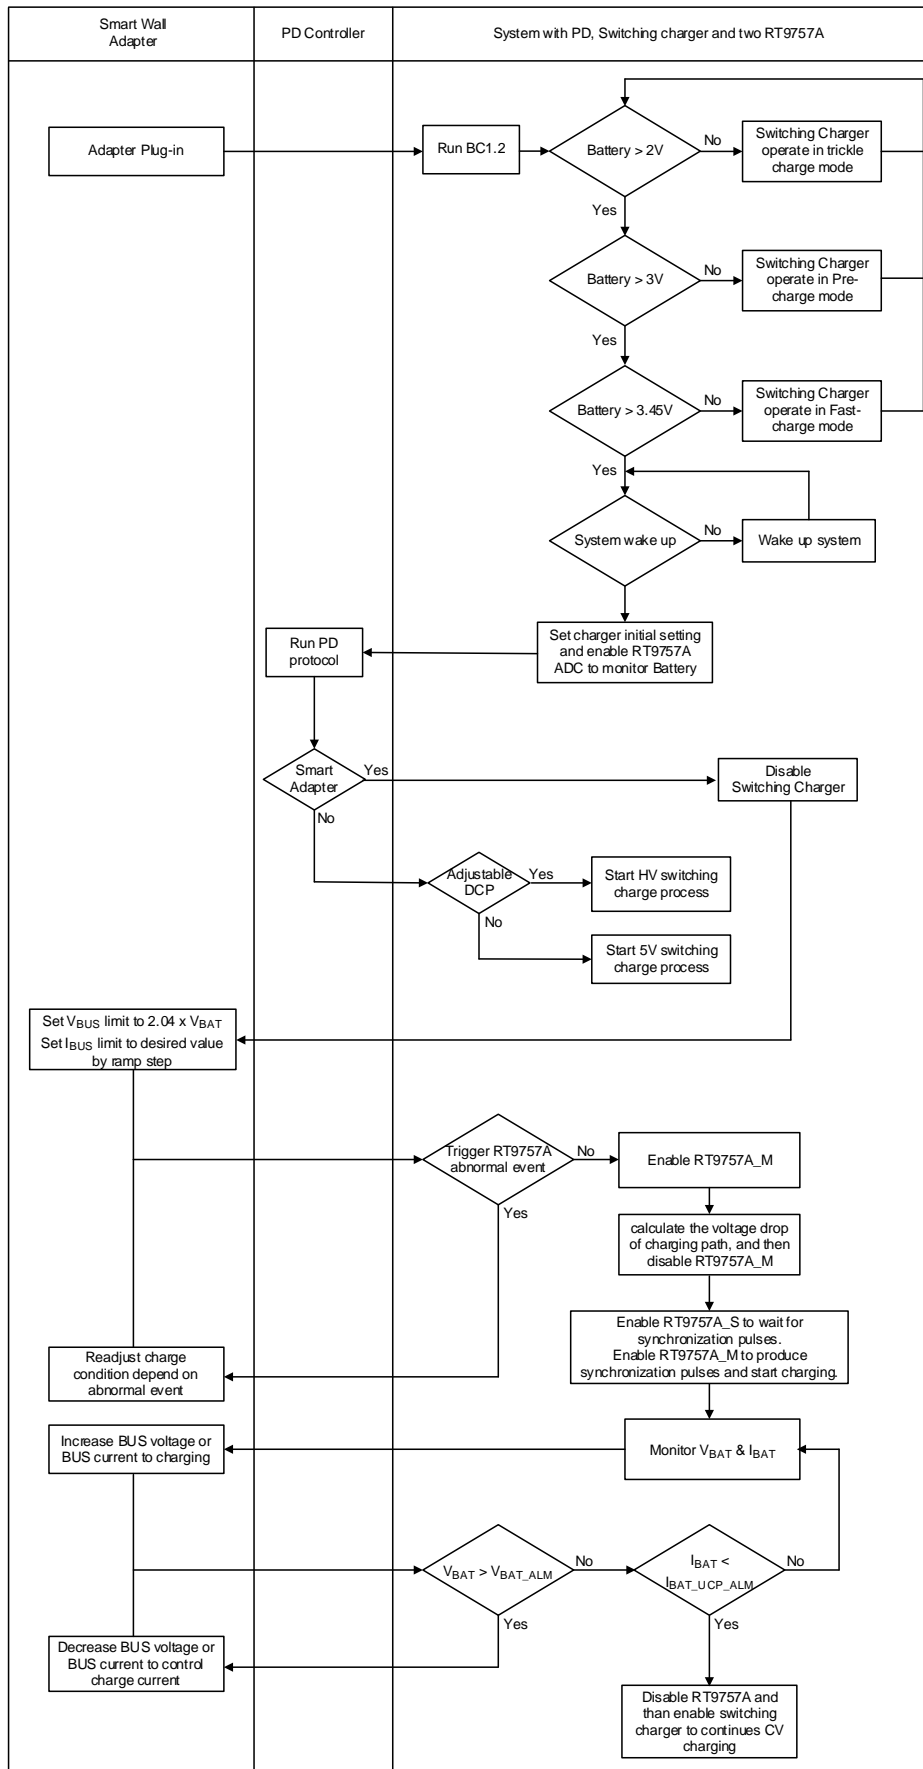 Smart Wall
Adapter
PD Controller
System with PD, Switching charger and two RT9757A
Adapter Plug-in
Run BC1.2
Battery > 2V
No
Switching Charger
operate in trickle
charge mode
Yes
Battery > 3V
No
Switching Charger
operate in Pre-
charge mode
Yes
Battery > 3.45V
No
Switching Charger
operate in Fast-
charge mode
Yes
System wake up
No
Wake up system
Set charger initial setting
and enable RT9757A
ADC to monitor Battery
Run PD
protocol
Smart
Adapter
Yes
Disable
Switching Charger
No
Adjustable
DCP
Yes
Start HV switching
charge process
No
Start 5V switching
charge process
Set VBUS limit to 2.04 x VBAT
Set IBUS limit to desired value
by ramp step
Trigger RT9757A
abnormal event
No
Enable RT9757A_M
Yes
calculate the voltage drop
of charging path, and then
disable RT9757A_M
Enable RT9757A_S to wait for
synchronization pulses.
Enable RT9757A_M to produce
synchronization pulses and start charging.
Readjust charge
condition depend on
abnormal event
Increase BUS voltage or
BUS current to charging
Monitor VBAT & IBAT
VBAT > VBAT_ALM
No
IBAT <
IBAT_UCP_ALM
No
Yes
Yes
Decrease BUS voltage or
BUS current to control
charge current
Disable RT9757A and
than enable switching
charger to continues CV
charging